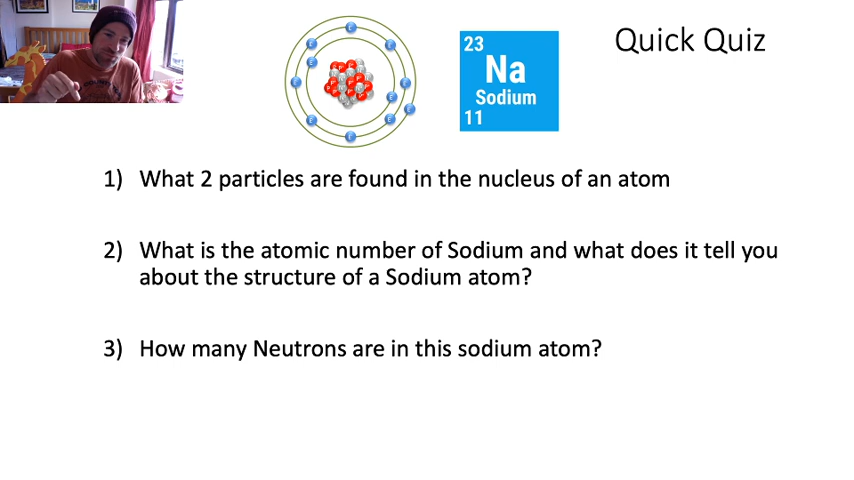 Quick Quiz
23
Na
Sodium
11
1) What 2 particles are found in the nucleus of an atom
2) What is the atomic number of Sodium and what does it tell you
about the structure of a Sodium atom?
3) How many Neutrons are in this sodium atom?